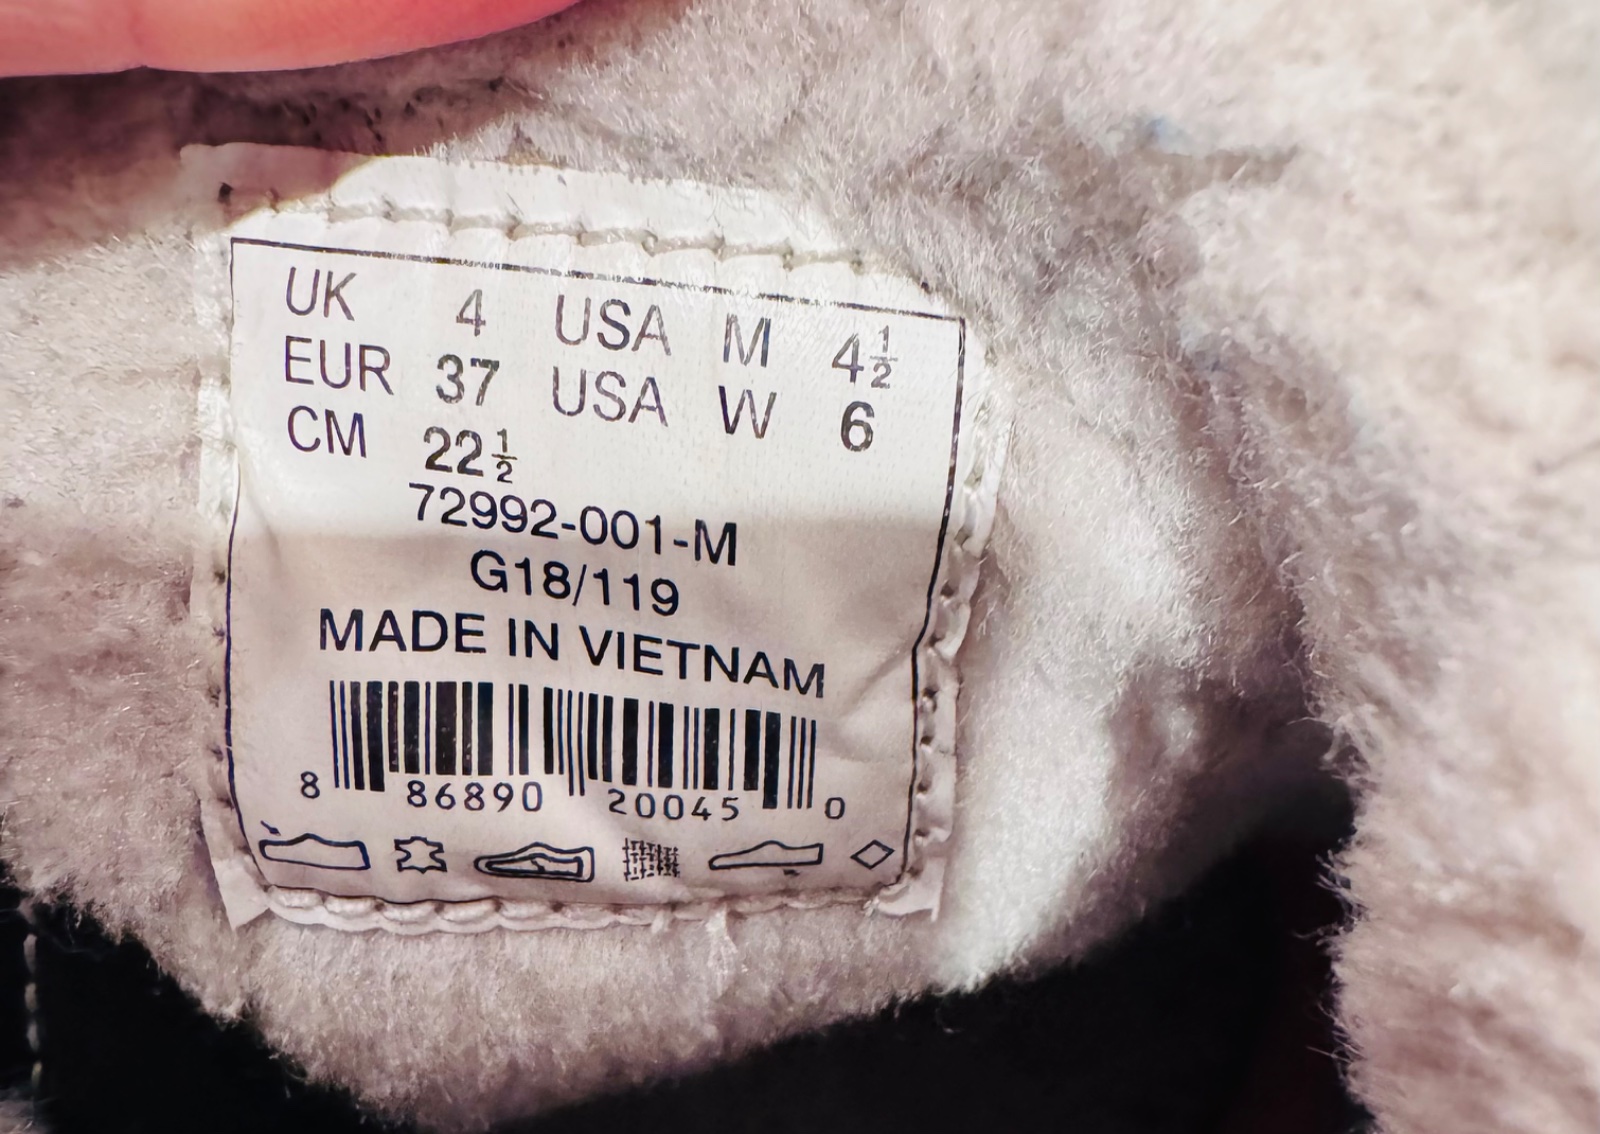 UK 4 USA M 4½
EUR 37 USA W 6
CM 22½
72992-001-M
G18/119
MADE IN VIETNAM
8 86890 20045 0